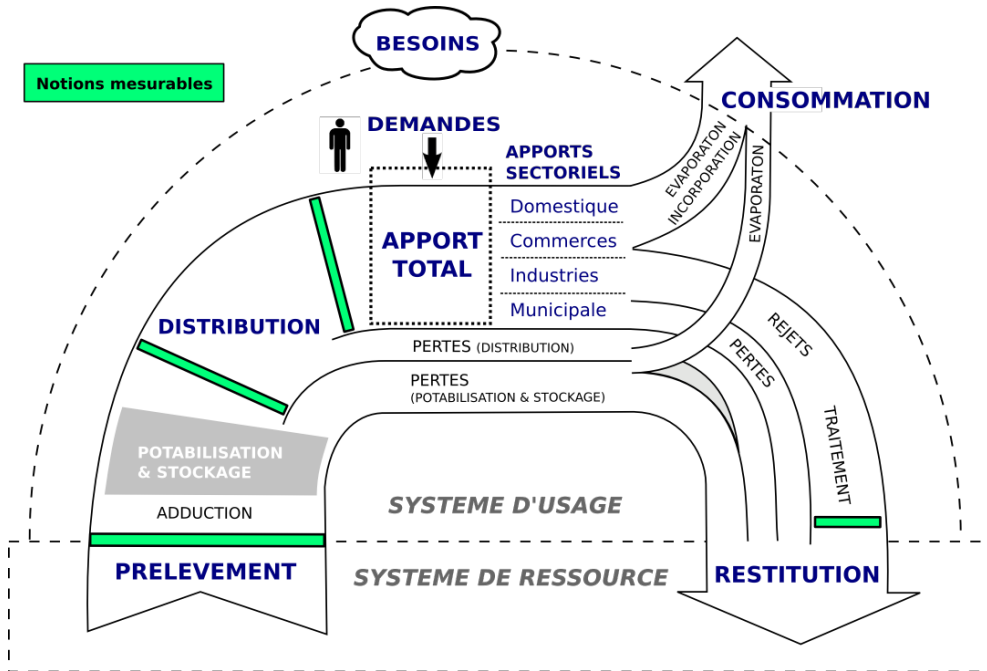 BESOINS
Notions mesurables
CONSOMMATION
DEMANDES
APPORTS
SECTORIELS
EVAPORATON
INCORPORATION
EVAPORATON
Domestique
APPORT
TOTAL
Commerces
Industries
Municipale
DISTRIBUTION
REJETS
PERTES (DISTRIBUTION)
PERTES
PERTES
(POTABILISATION & STOCKAGE)
TRAITEMENT
POTABILISATION
& STOCKAGE
ADDUCTION
SYSTEME D'USAGE
PRELEVEMENT
SYSTEME DE RESSOURCE
RESTITUTION